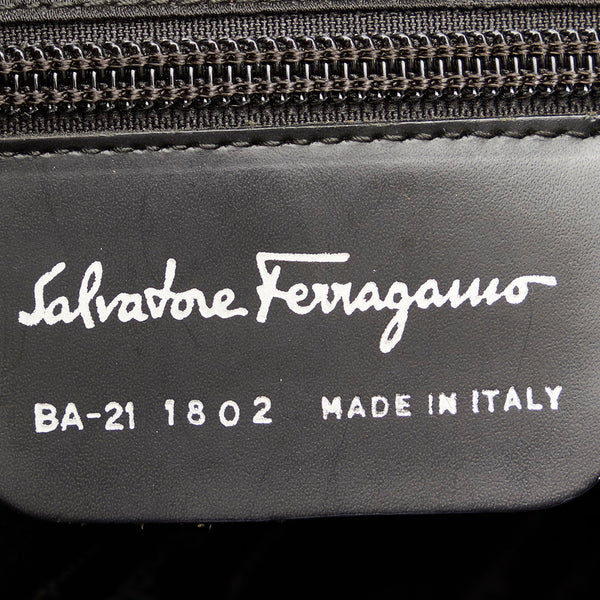 Salvatore Ferragamo
BA-21 1802 MADE IN ITALY